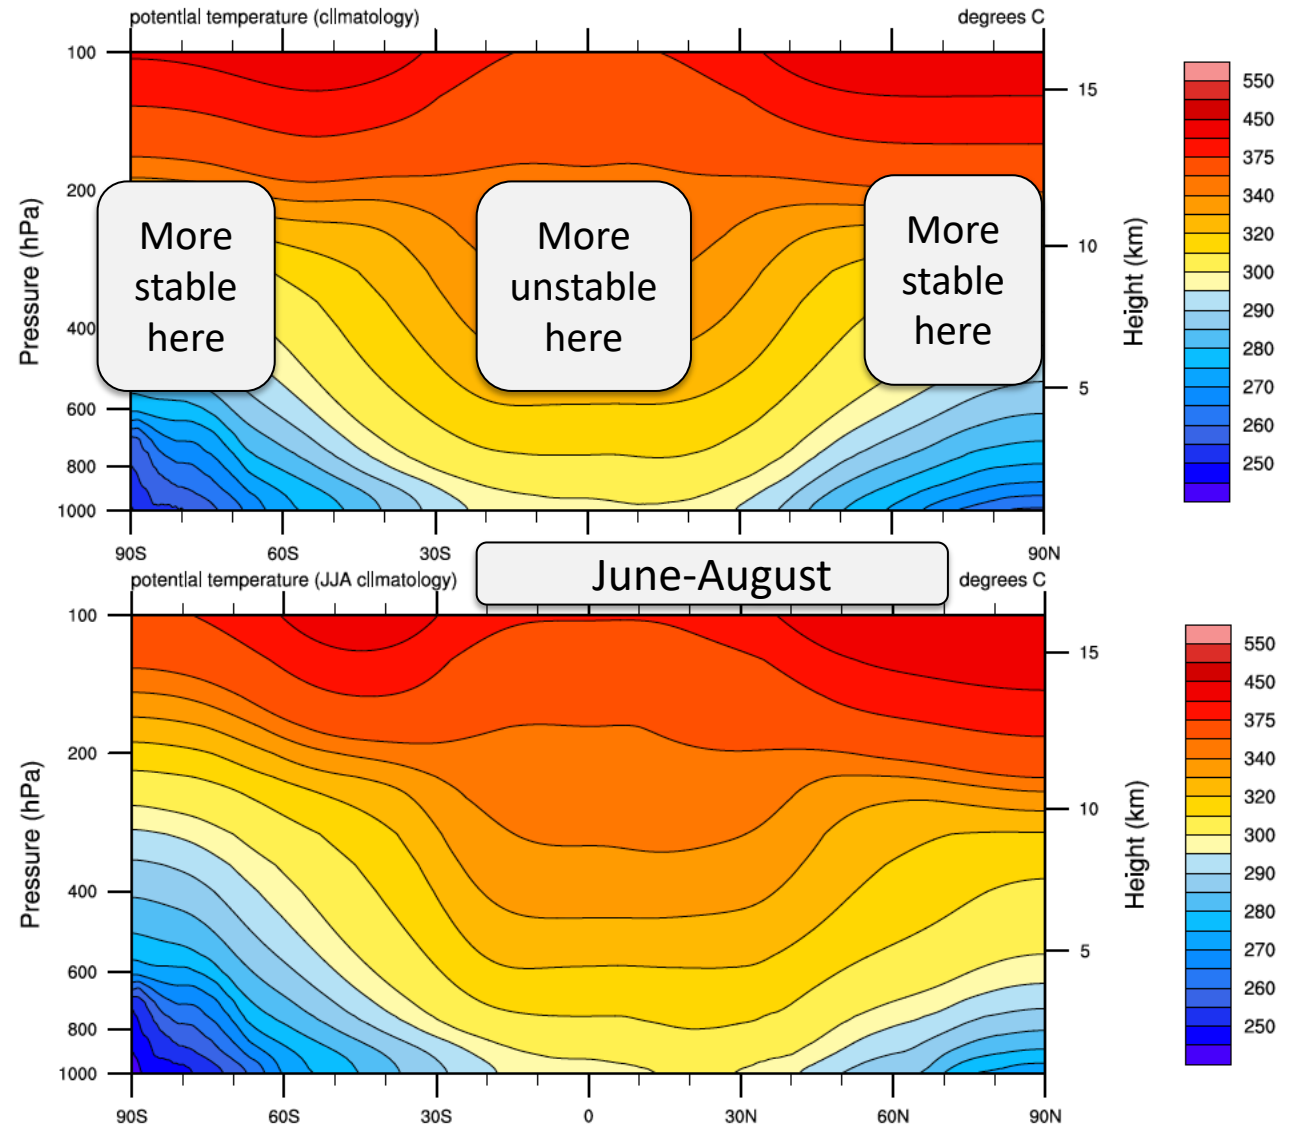 potential temperature (climatology) degrees C
100
200
400
600
800
1000
Pressure (hPa)
More
stable
here
More
unstable
here
More
stable
here
15
10
5
Height (km)
550
450
375
340
320
300
290
280
270
260
250
90S 60S 30S 90N
June-August
potential temperature (JJA climatology) degrees C
100
200
400
600
800
1000
Pressure (hPa)
15
10
5
Height (km)
550
450
375
340
320
300
290
280
270
260
250
90S 60S 30S 0 30N 60N 90N